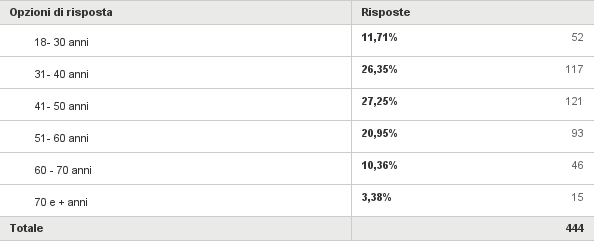 Opzioni di risposta Risposte
18- 30 anni 11,71% 52
31- 40 anni 26,35% 117
41- 50 anni 27,25% 121
51- 60 anni 20,95% 93
60 - 70 anni 10,36% 46
70 e + anni 3,38% 15
Totale 444